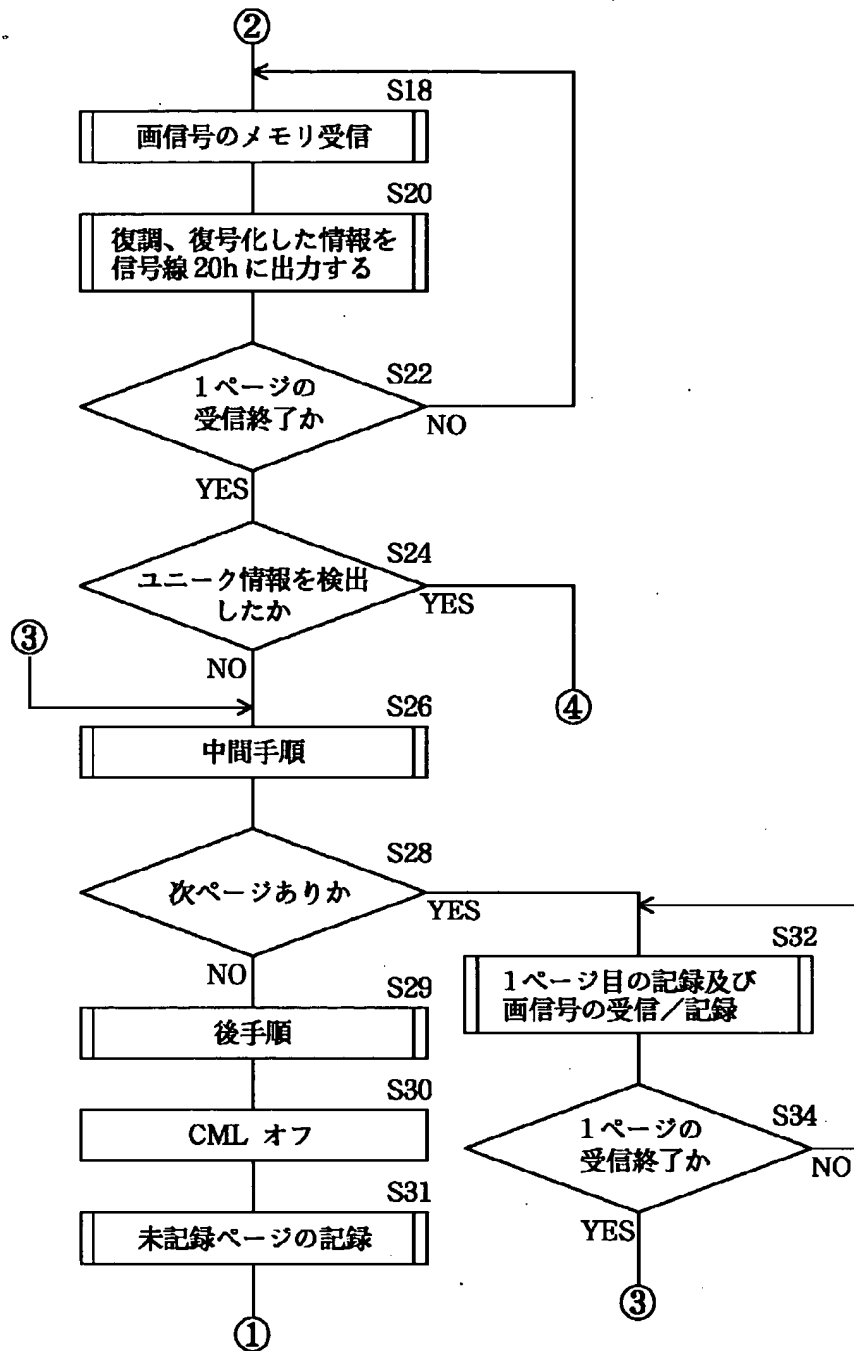 ②
S18
画信号のメモリ受信
S20
復調、復号化した情報を
信号線20hに出力する
S22
1ページの
受信終了か
NO
YES
S24
ユニーク情報を検出
したか
YES
③
NO
④
S26
中間手順
S28
次ページありか
YES
NO
S32
1ページ目の記録及び
画信号の受信／記録
S29
後手順
S30
CML オフ
S34
1ページの
受信終了か
NO
S31
未記録ページの記録
YES
③
①